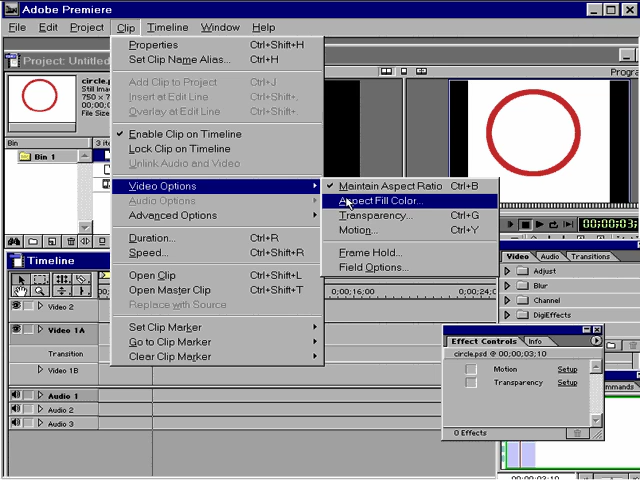 Adobe Premiere
File Edit Project Clip Timeline Window Help
Project: Untitled
circle.p
Still Ima
750 x 7
00;00;0
File Size
Bin
3 ite
Bin 1
Properties Ctrl+Shift+H
Set Clip Name Alias... Ctrl+H
Add Clip to Project Ctrl+J
Insert at Edit Line Ctrl+Shift+,
Overlay at Edit Line Ctrl+Shift+.
Enable Clip on Timeline
Lock Clip on Timeline
Unlink Audio and Video
Video Options
Audio Options
Advanced Options
Duration... Ctrl+R
Speed... Ctrl+Shift+R
Open Clip Ctrl+Shift+L
Open Master Clip Ctrl+Shift+T
Replace with Source
Set Clip Marker
Go to Clip Marker
Clear Clip Marker
Maintain Aspect Ratio Ctrl+B
Aspect Fill Color...
Transparency... Ctrl+G
Motion... Ctrl+Y
Frame Hold...
Field Options...
Progra
00;00;03;
Video Audio Transitions
Adjust
Blur
Channel
DigiEffects
Timeline
0;00;16;00 0;00;24;0
Video 2
Video 1A
Transition
Video 1B
Audio 1
Audio 2
Audio 3
Effect Controls Info
circle.psd @ 00;00;03;10
Motion Setup
Transparency Setup
0 Effects
mmands
00:00:03:10